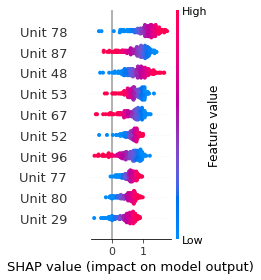 High
Unit 78
Unit 87
Unit 48
Unit 53
Unit 67
Unit 52
Unit 96
Unit 77
Unit 80
Unit 29
Feature value
Low
0 1
SHAP value (impact on model output)